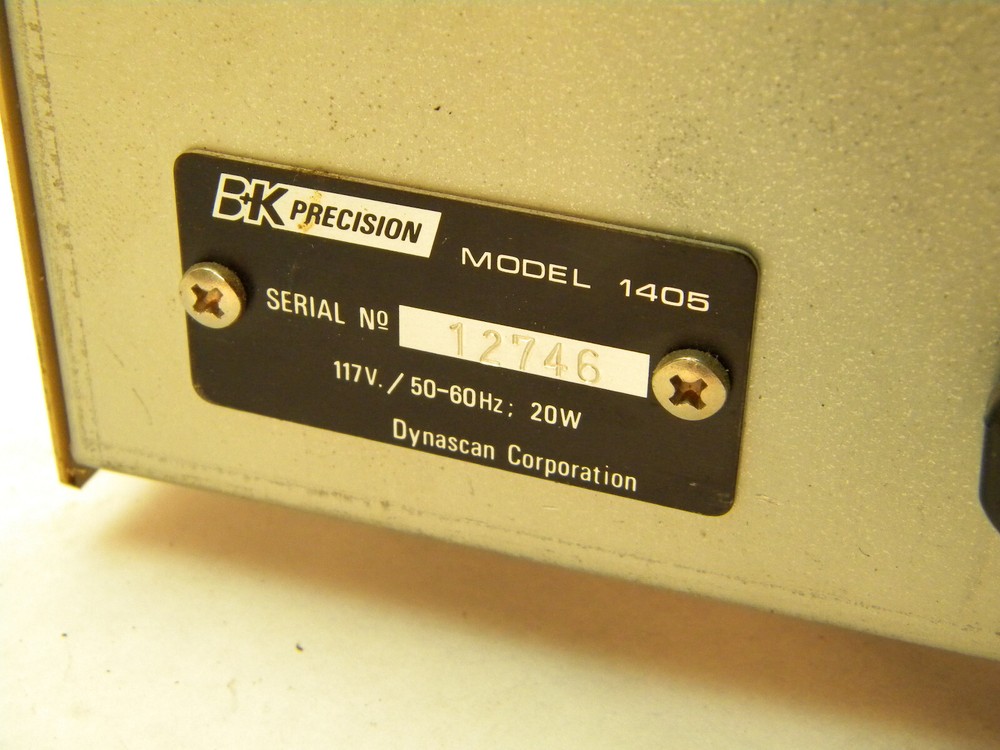 B+K PRECISION MODEL 1405
SERIAL Nº 12746
117V./50-60Hz; 20W
Dynascan Corporation